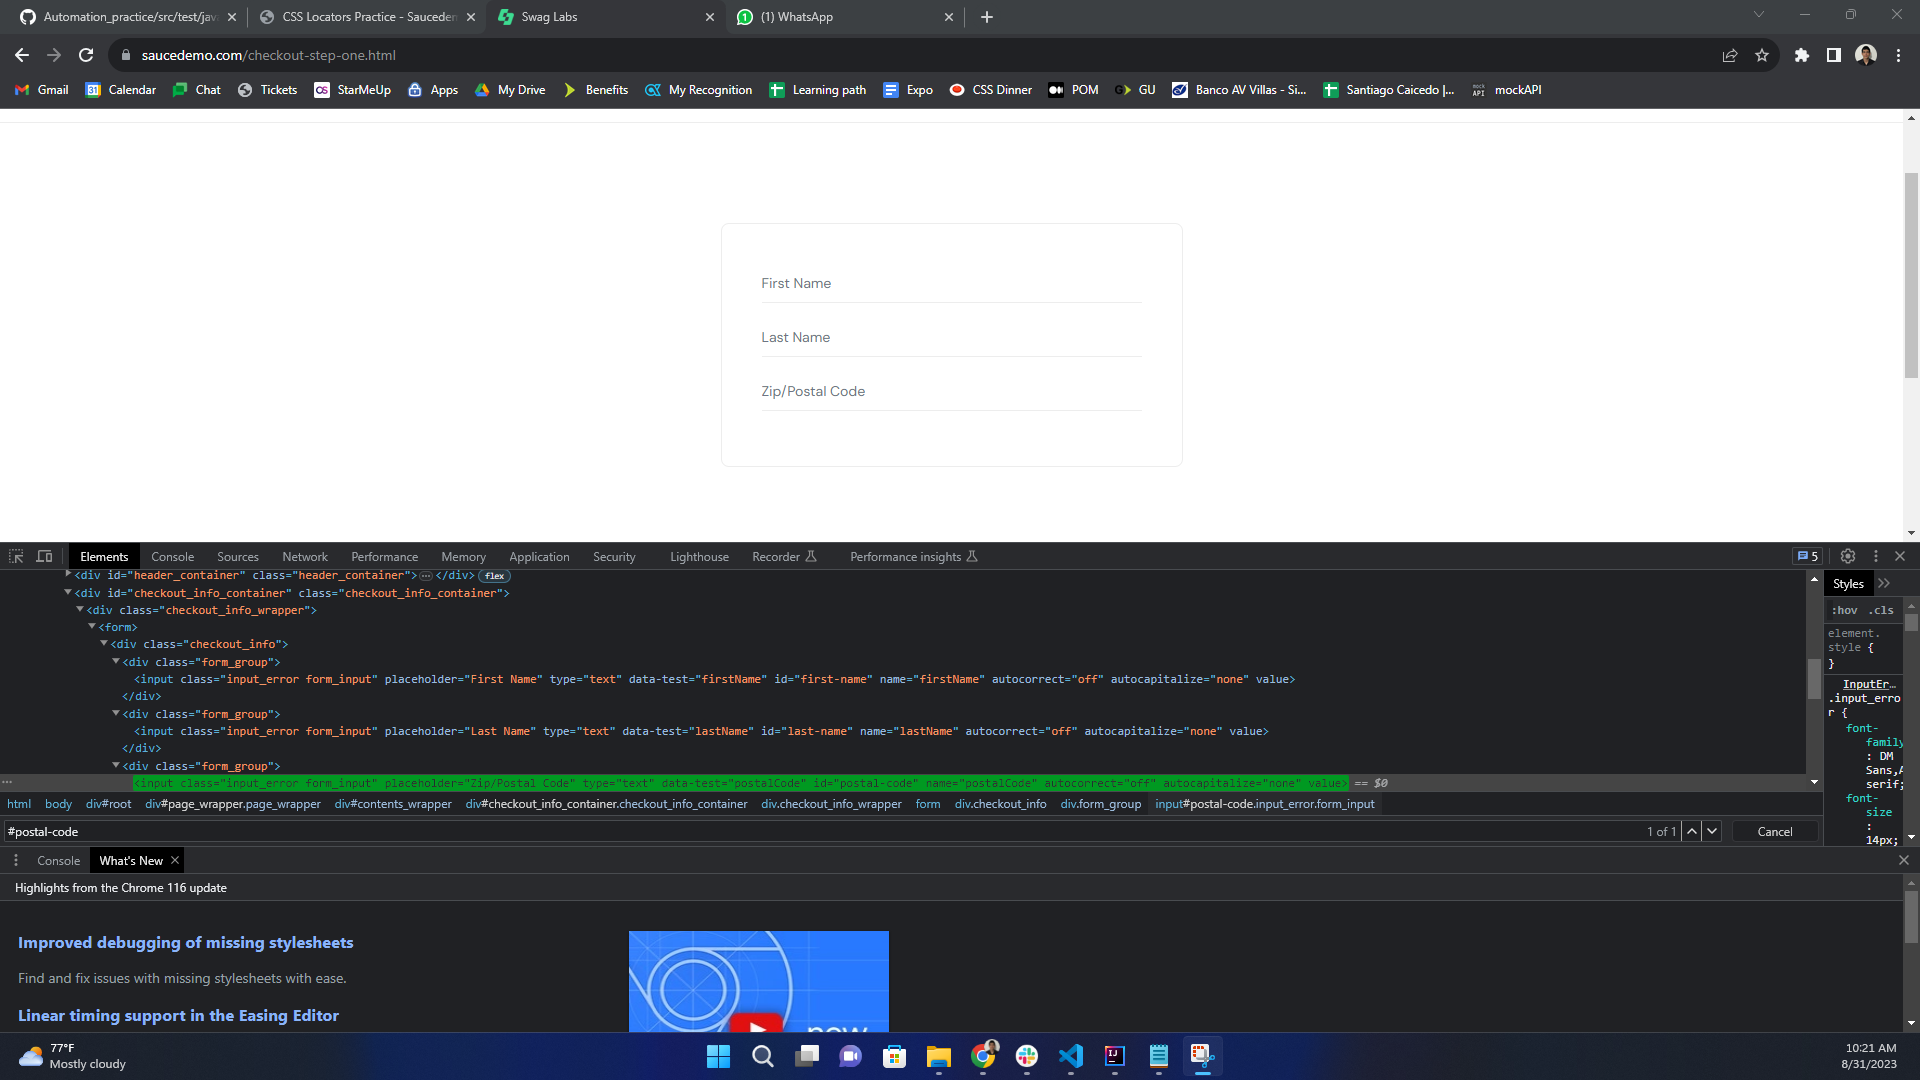 Automation_practice/src/test/java
CSS Locators Practice - Saucedem
Swag Labs
(1) WhatsApp
saucedemo.com/checkout-step-one.html
Gmail
31
Calendar
Chat
Tickets
StarMeUp
Apps
My Drive
Benefits
My Recognition
Learning path
Expo
CSS Dinner
POM
GU
Banco AV Villas - Si...
Santiago Caicedo |...
mockAPI
First Name
Last Name
Zip/Postal Code
Elements
Console
Sources
Network
Performance
Memory
Application
Security
Lighthouse
Recorder
Performance insights
5
<div id="header_container" class="header_container"> … </div> flex
<div id="checkout_info_container" class="checkout_info_container">
<div class="checkout_info_wrapper">
<form>
<div class="checkout_info">
<div class="form_group">
<input class="input_error form_input" placeholder="First Name" type="text" data-test="firstName" id="first-name" name="firstName" autocorrect="off" autocapitalize="none" value>
</div>
<div class="form_group">
<input class="input_error form_input" placeholder="Last Name" type="text" data-test="lastName" id="last-name" name="lastName" autocorrect="off" autocapitalize="none" value>
</div>
<div class="form_group">
<input class="input_error form_input" placeholder="Zip/Postal Code" type="text" data-test="postalCode" id="postal-code" name="postalCode" autocorrect="off" autocapitalize="none" value> == $0
html body div#root div#page_wrapper.page_wrapper div#contents_wrapper div#checkout_info_container.checkout_info_container div.checkout_info_wrapper form div.checkout_info div.form_group input#postal-code.input_error.form_input
#postal-code
1 of 1
Cancel
Styles
:hov .cls
element.
style {
}
InputEr…
.input_erro
r {
font-
family
: DM
Sans,A
serif;
font-
size
:
14px;
Console
What's New
Highlights from the Chrome 116 update
Improved debugging of missing stylesheets
Find and fix issues with missing stylesheets with ease.
Linear timing support in the Easing Editor
new
77°F
Mostly cloudy
10:21 AM
8/31/2023